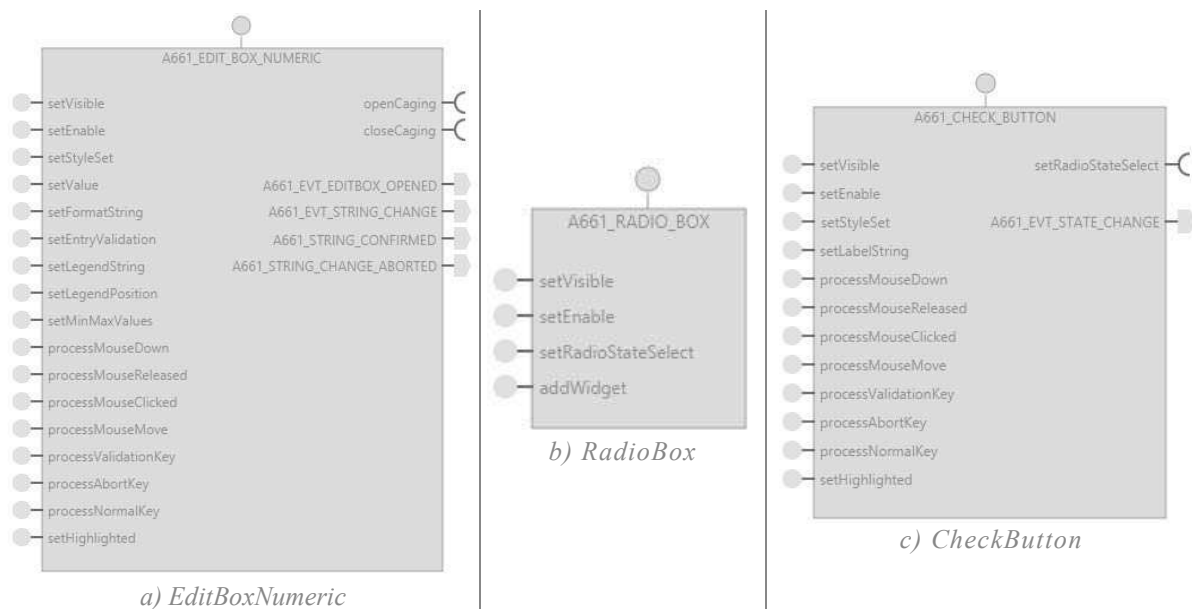 A661_EDIT_BOX_NUMERIC
setVisible
openCaging
setEnable
closeCaging
setStyleSet
setValue
A661_EVT_EDITBOX_OPENED
setFormatString
A661_EVT_STRING_CHANGE
setEntryValidation
A661_STRING_CONFIRMED
setLegendString
A661_STRING_CHANGE_ABORTED
setLegendPosition
setMinMaxValues
processMouseDown
processMouseReleased
processMouseClicked
processMouseMove
processValidationKey
processAbortKey
processNormalKey
setHighlighted
a) EditBoxNumeric
A661_RADIO_BOX
setVisible
setEnable
setRadioStateSelect
addWidget
b) RadioBox
A661_CHECK_BUTTON
setVisible
setRadioStateSelect
setEnable
setStyleSet
A661_EVT_STATE_CHANGE
setLabelString
processMouseDown
processMouseReleased
processMouseClicked
processMouseMove
processValidationKey
processAbortKey
processNormalKey
setHighlighted
c) CheckButton